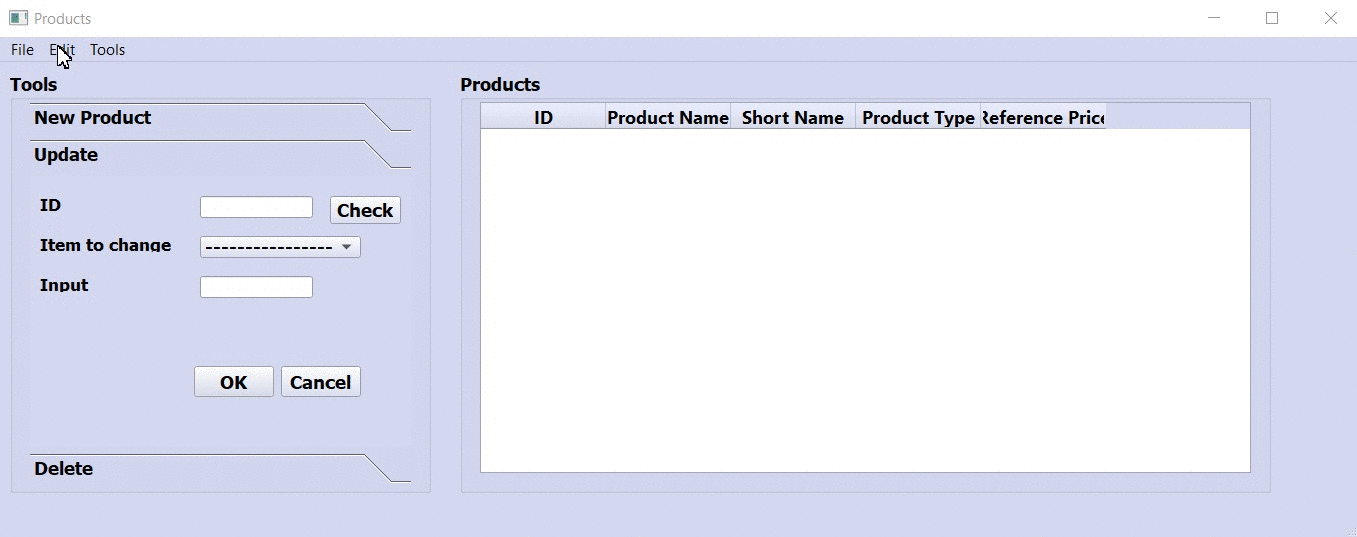 Products
File Edit Tools
Tools
New Product
Update
ID
Check
Item to change
----------------
Input
OK Cancel
Delete
Products
ID Product Name Short Name Product Type Reference Price